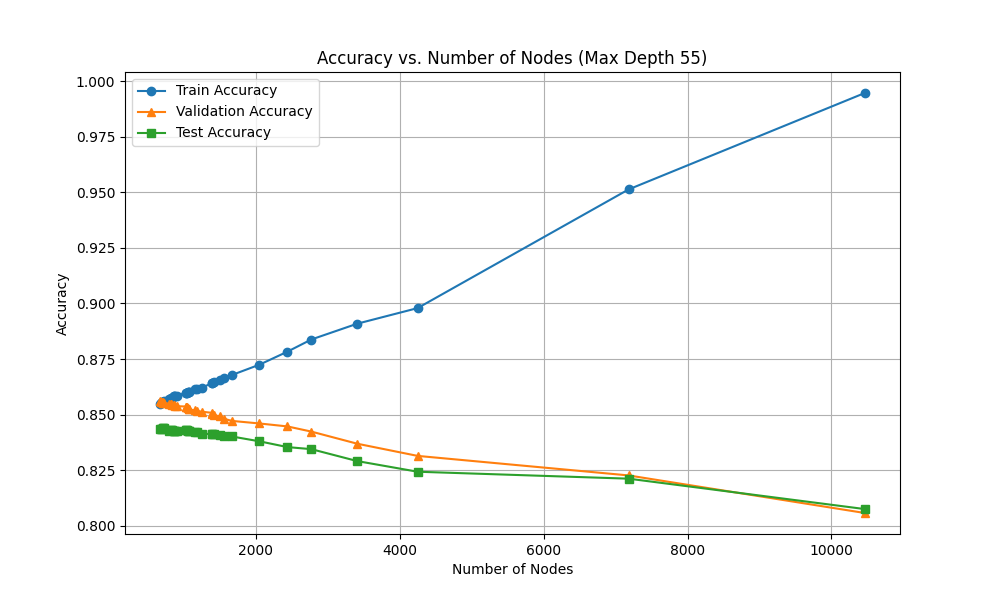 Accuracy vs. Number of Nodes (Max Depth 55)
Train Accuracy
Validation Accuracy
Test Accuracy
1.000
0.975
0.950
0.925
0.900
0.875
0.850
0.825
0.800
Accuracy
2000
4000
6000
8000
10000
Number of Nodes